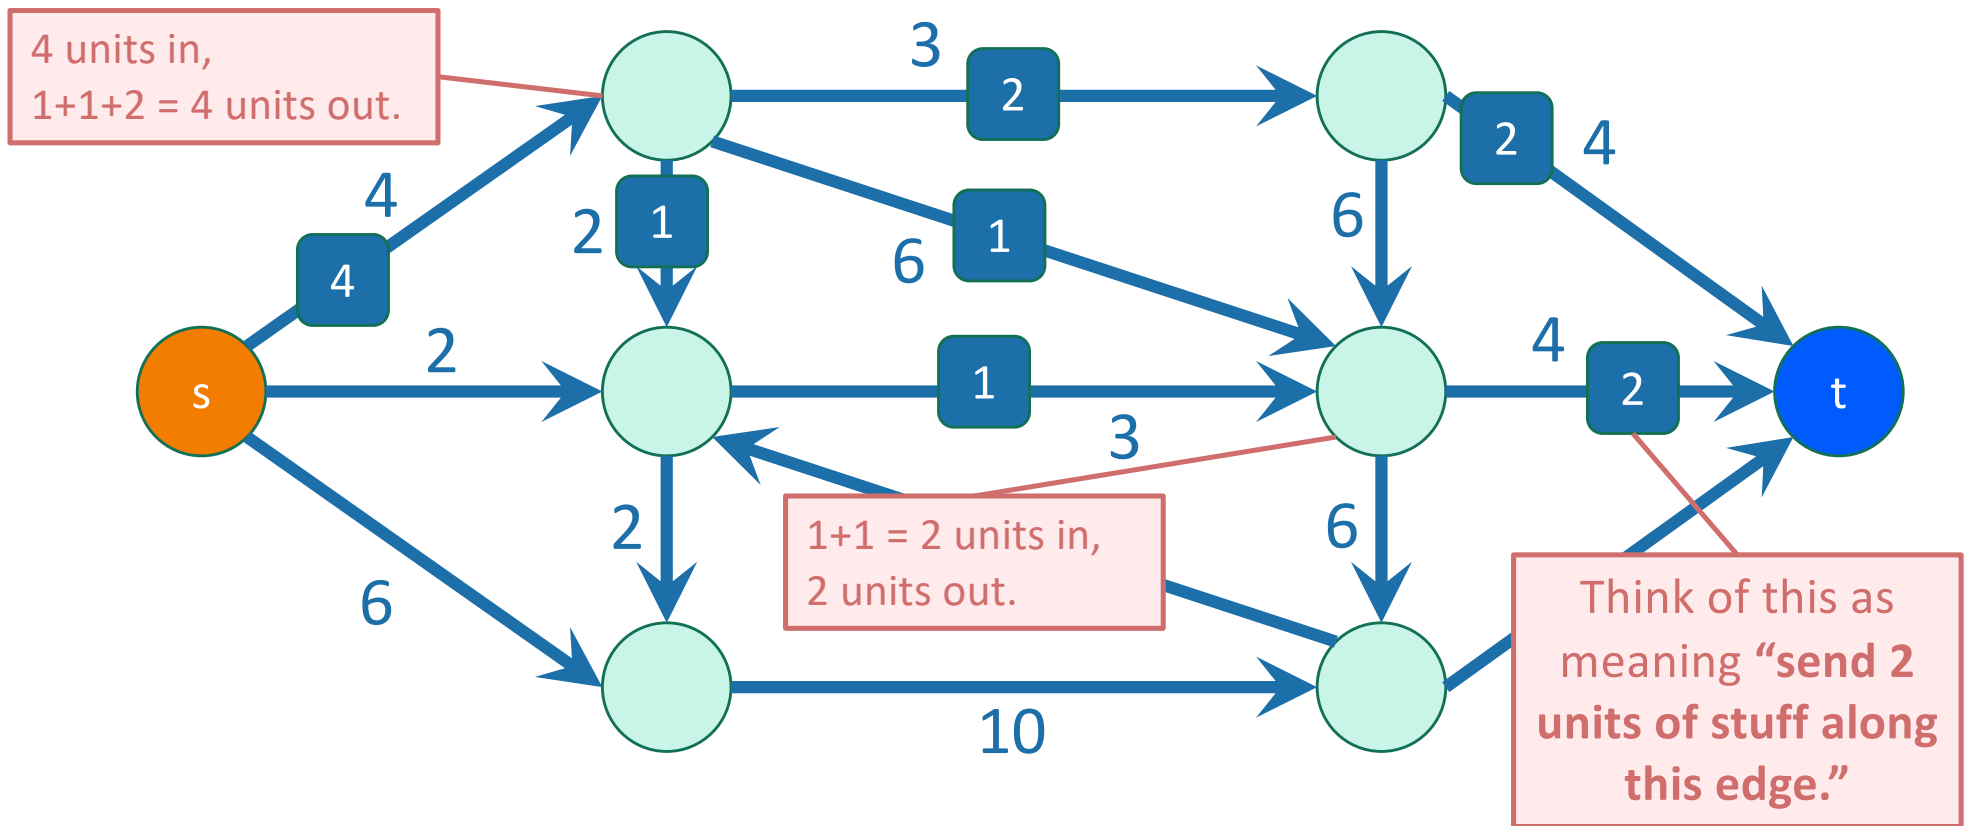 4 units in,
1+1+2 = 4 units out.
3
2
2
4
4
4
2
1
6
1
6
s
2
1
3
4
2
t
2
1+1 = 2 units in,
2 units out.
6
6
10
Think of this as
meaning “send 2
units of stuff along
this edge.”